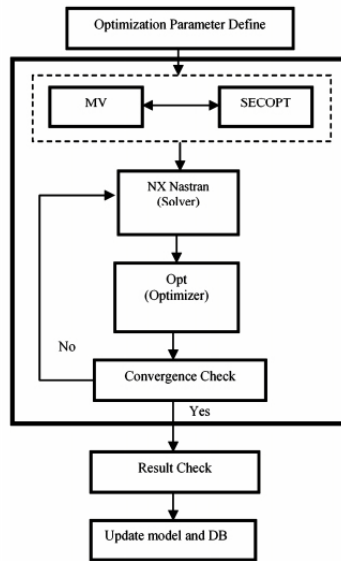 Optimization Parameter Define
MV
SECOPT
NX Nastran
(Solver)
Opt
(Optimizer)
No
Convergence Check
Yes
Result Check
Update model and DB